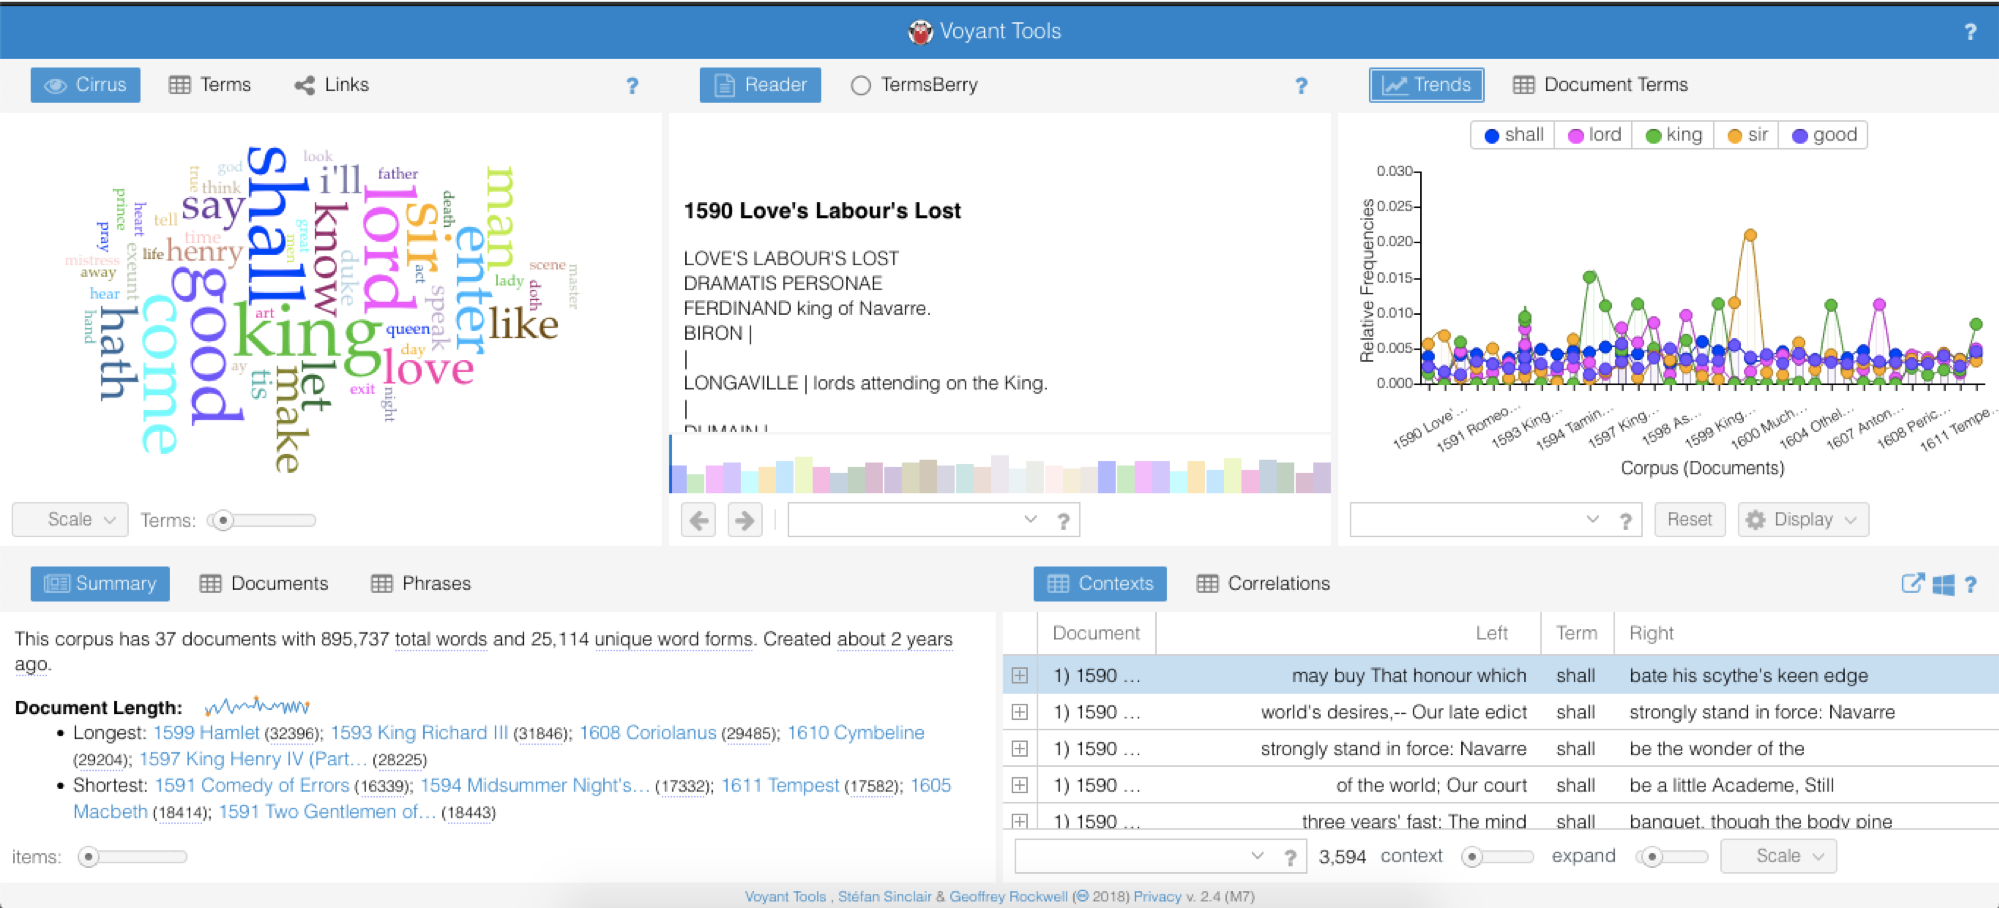 Voyant Tools ?
Cirrus Terms Links ?
look
god
true
think
shall
i'll
father
man
prince
heart
say
tell
know
lord
sir
death
enter
great
men
time
pray
life henry
duke
act
lady
scene
master
mistress
exeunt
away
hear
good
speak
doth
hand
hath
come
king
art
queen
like
day
love
ay
tis
make
let
exit
night
Scale Terms:
Reader TermsBerry ?
1590 Love's Labour's Lost
LOVE'S LABOUR'S LOST
DRAMATIS PERSONAE
FERDINAND king of Navarre.
BIRON |
|
LONGAVILLE | lords attending on the King.
|
DUMAIN |
?
Trends Document Terms
shall lord king sir good
Relative Frequencies
0.030
0.025
0.020
0.015
0.010
0.005
0.000
1590 Love'...
1591 Romeo...
1593 King...
1594 Tamin...
1597 King...
1598 As...
1599 King...
1600 Much...
1604 Othel...
1607 Anton...
1608 Peric...
1611 Tempe...
Corpus (Documents)
? Reset Display
Summary Documents Phrases
This corpus has 37 documents with 895,737 total words and 25,114 unique word forms. Created about 2 years
ago.
Document Length:
• Longest: 1599 Hamlet (32396); 1593 King Richard III (31846); 1608 Coriolanus (29485); 1610 Cymbeline
(29204); 1597 King Henry IV (Part... (28225)
• Shortest: 1591 Comedy of Errors (16339); 1594 Midsummer Night's... (17332); 1611 Tempest (17582); 1605
Macbeth (18414); 1591 Two Gentlemen of... (18443)
items:
Contexts Correlations ?
Document Left Term Right
1) 1590 ... may buy That honour which shall bate his scythe's keen edge
1) 1590 ... world's desires,-- Our late edict shall strongly stand in force: Navarre
1) 1590 ... strongly stand in force: Navarre shall be the wonder of the
1) 1590 ... of the world; Our court shall be a little Academe, Still
1) 1590 ... three years' fast: The mind shall banquet, though the body pine
? 3,594 context expand Scale
Voyant Tools , Stéfan Sinclair & Geoffrey Rockwell (© 2018) Privacy v. 2.4 (M7)